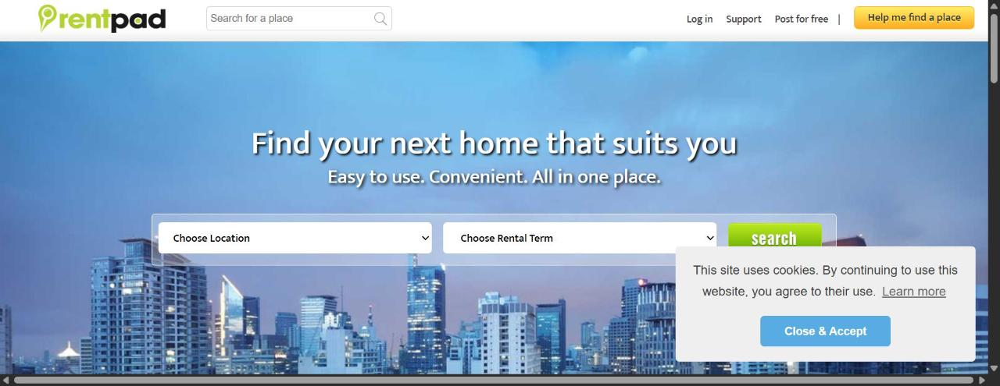 rentpad
Search for a place
Log in
Support
Post for free
|
Help me find a place
Find your next home that suits you
Easy to use. Convenient. All in one place.
Choose Location
Choose Rental Term
search
This site uses cookies. By continuing to use this
website, you agree to their use. Learn more
Close & Accept